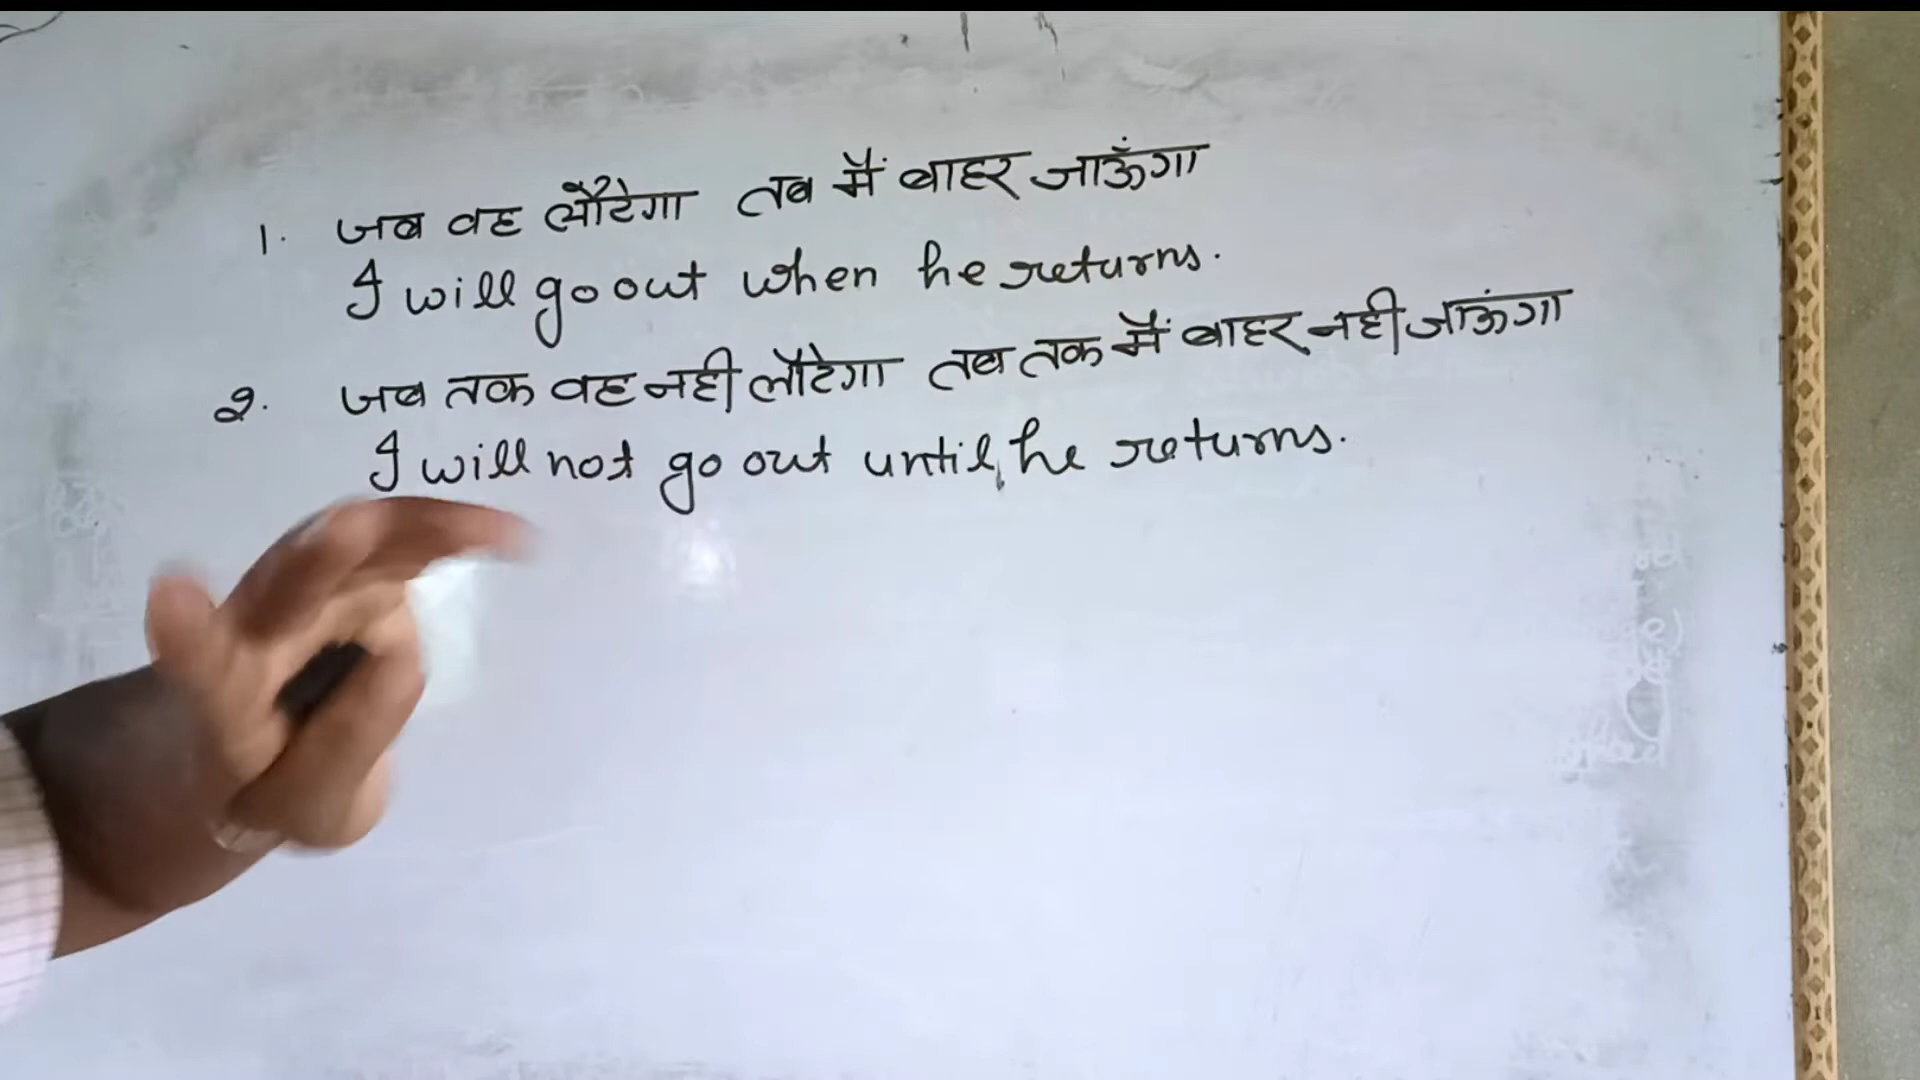 1. जब वह लौटेगा तब मैं बाहर जाऊँगा
I will go out when he returns.
2. जब तक वह नही लौटेगा तब तक मैं बाहर नही जाऊंगा
I will not go out until he returns.